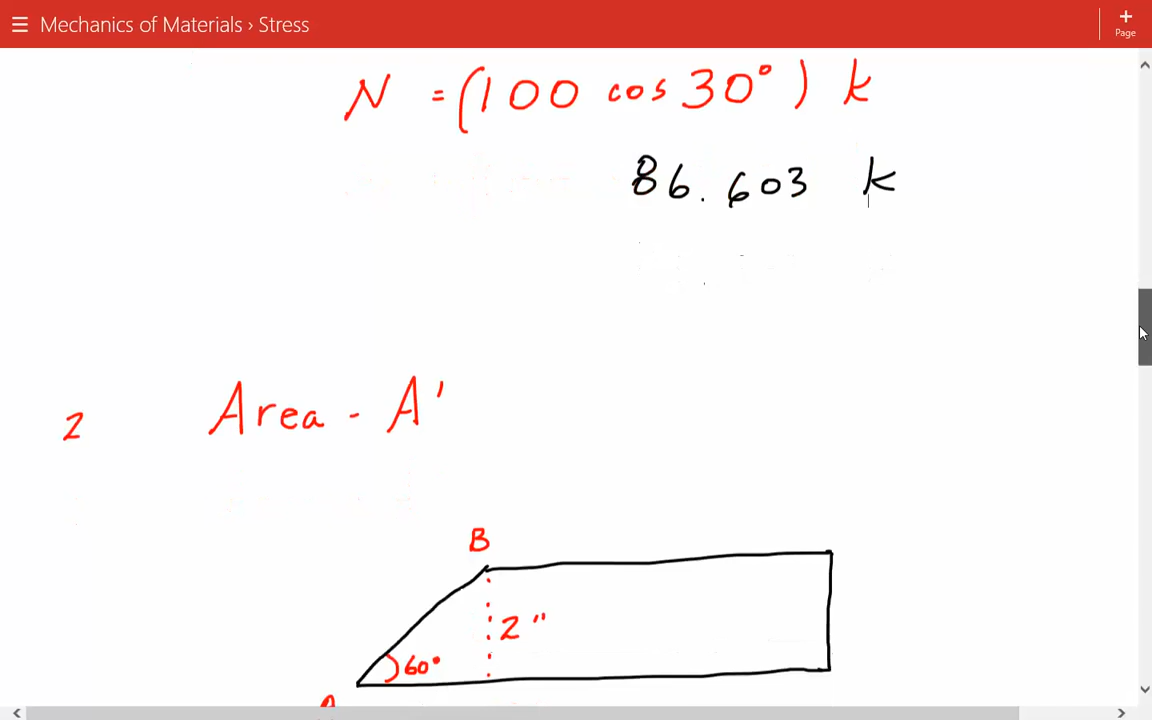 Mechanics of Materials › Stress
Page
N = (100 cos 30°) k
86.603 k
2 Area - A'
B
2"
60°
A